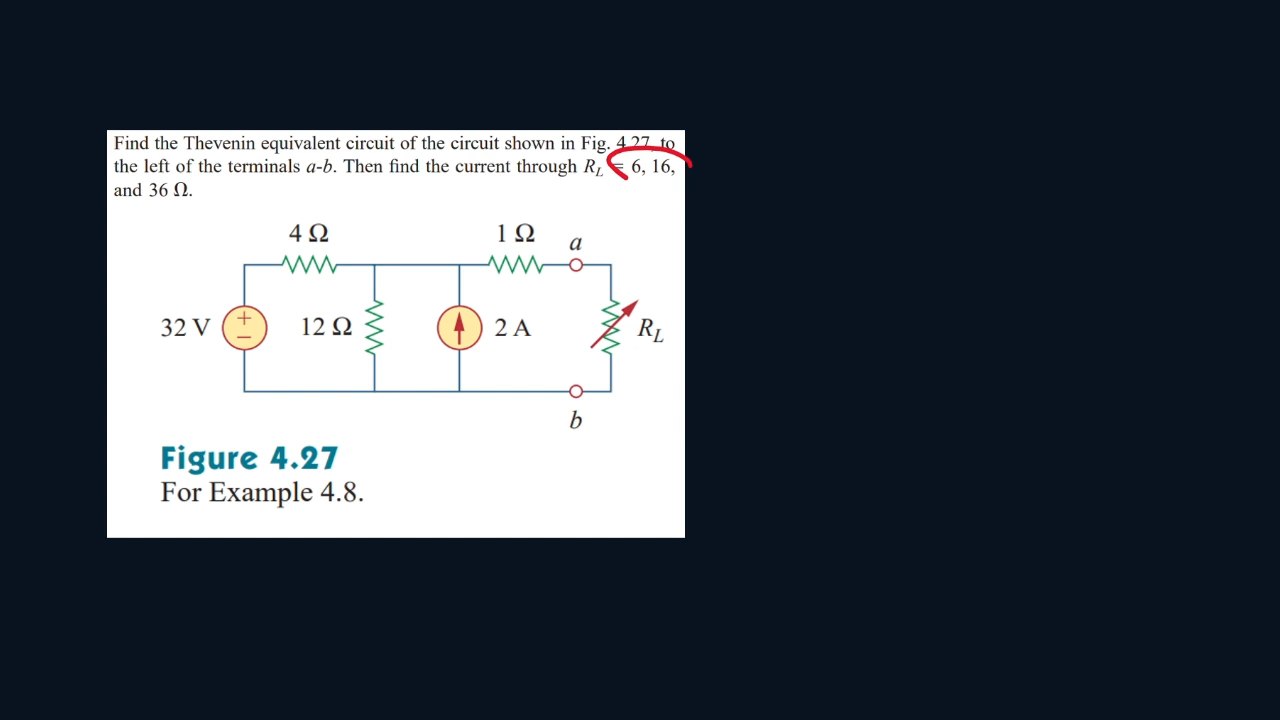 Find the Thevenin equivalent circuit of the circuit shown in Fig. 4.27, to
the left of the terminals a-b. Then find the current through R_L = 6, 16,
and 36 Ω.
4 Ω
1 Ω
a
32 V
+
−
12 Ω
2 A
R_L
b
Figure 4.27
For Example 4.8.